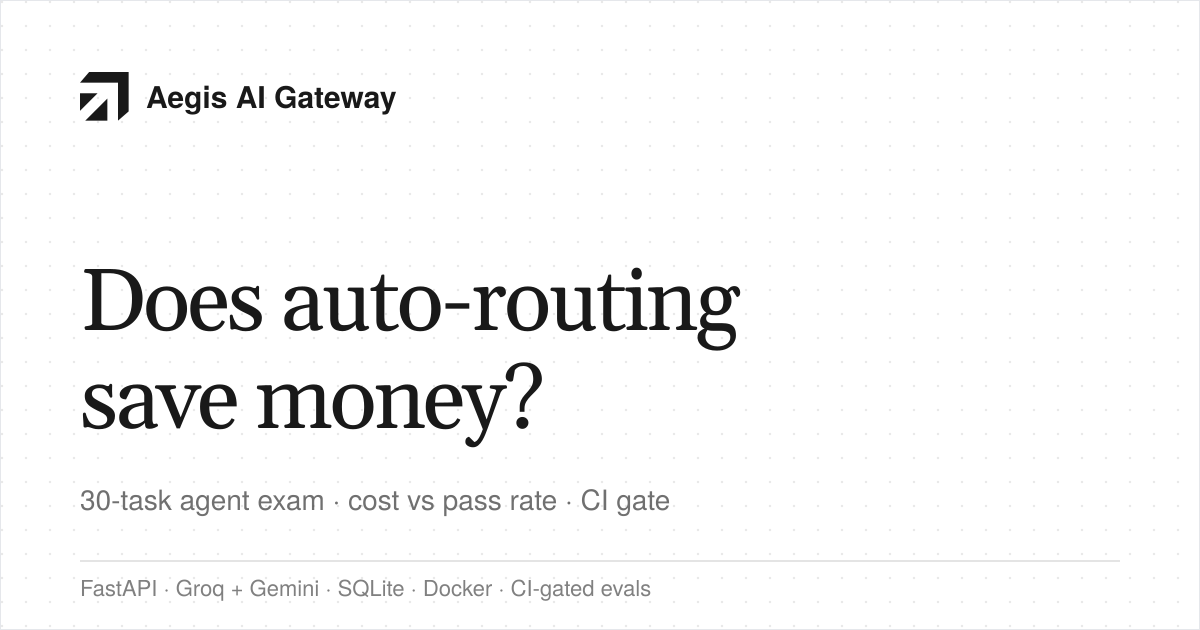 Aegis AI Gateway
Does auto-routing
save money?
30-task agent exam · cost vs pass rate · CI gate
FastAPI · Groq + Gemini · SQLite · Docker · CI-gated evals